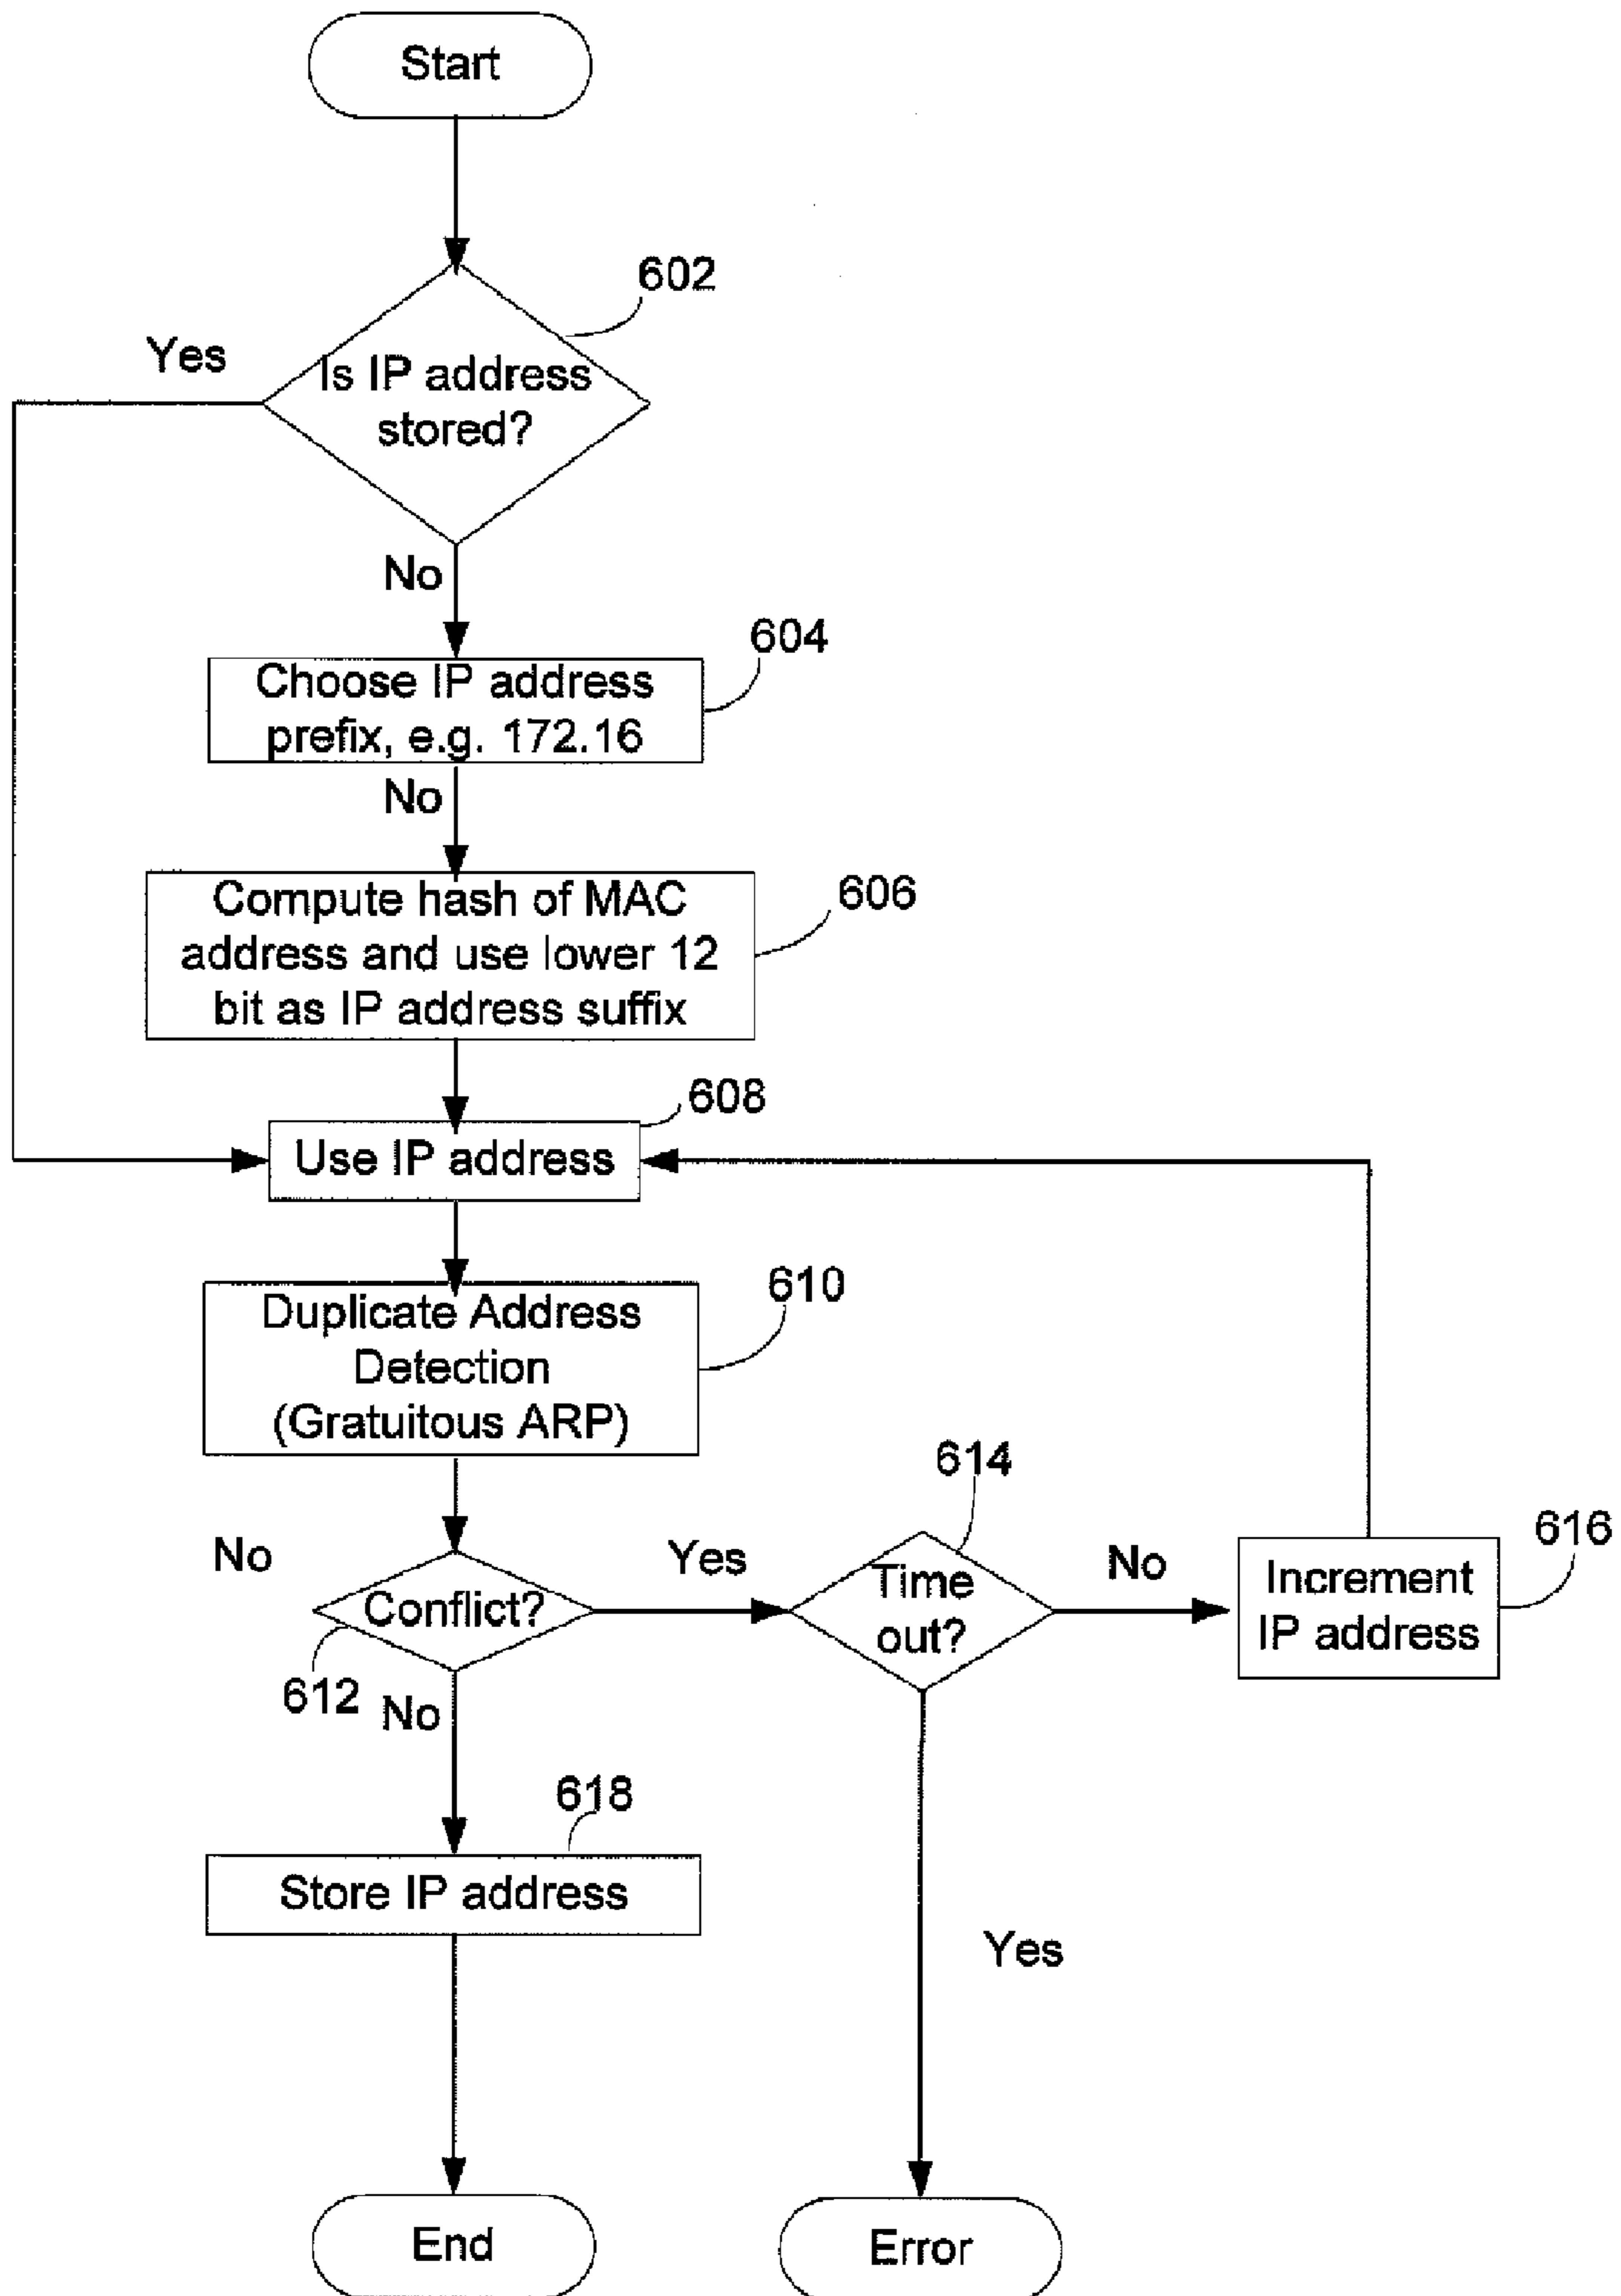 Start
602
Yes
Is IP address
stored?
No
604
Choose IP address
prefix, e.g. 172.16
No
606
Compute hash of MAC
address and use lower 12
bit as IP address suffix
608
Use IP address
610
Duplicate Address
Detection
(Gratuitous ARP)
614
No
Conflict?
Yes
Time
out?
No
616
Increment
IP address
612
No
618
Store IP address
Yes
End
Error